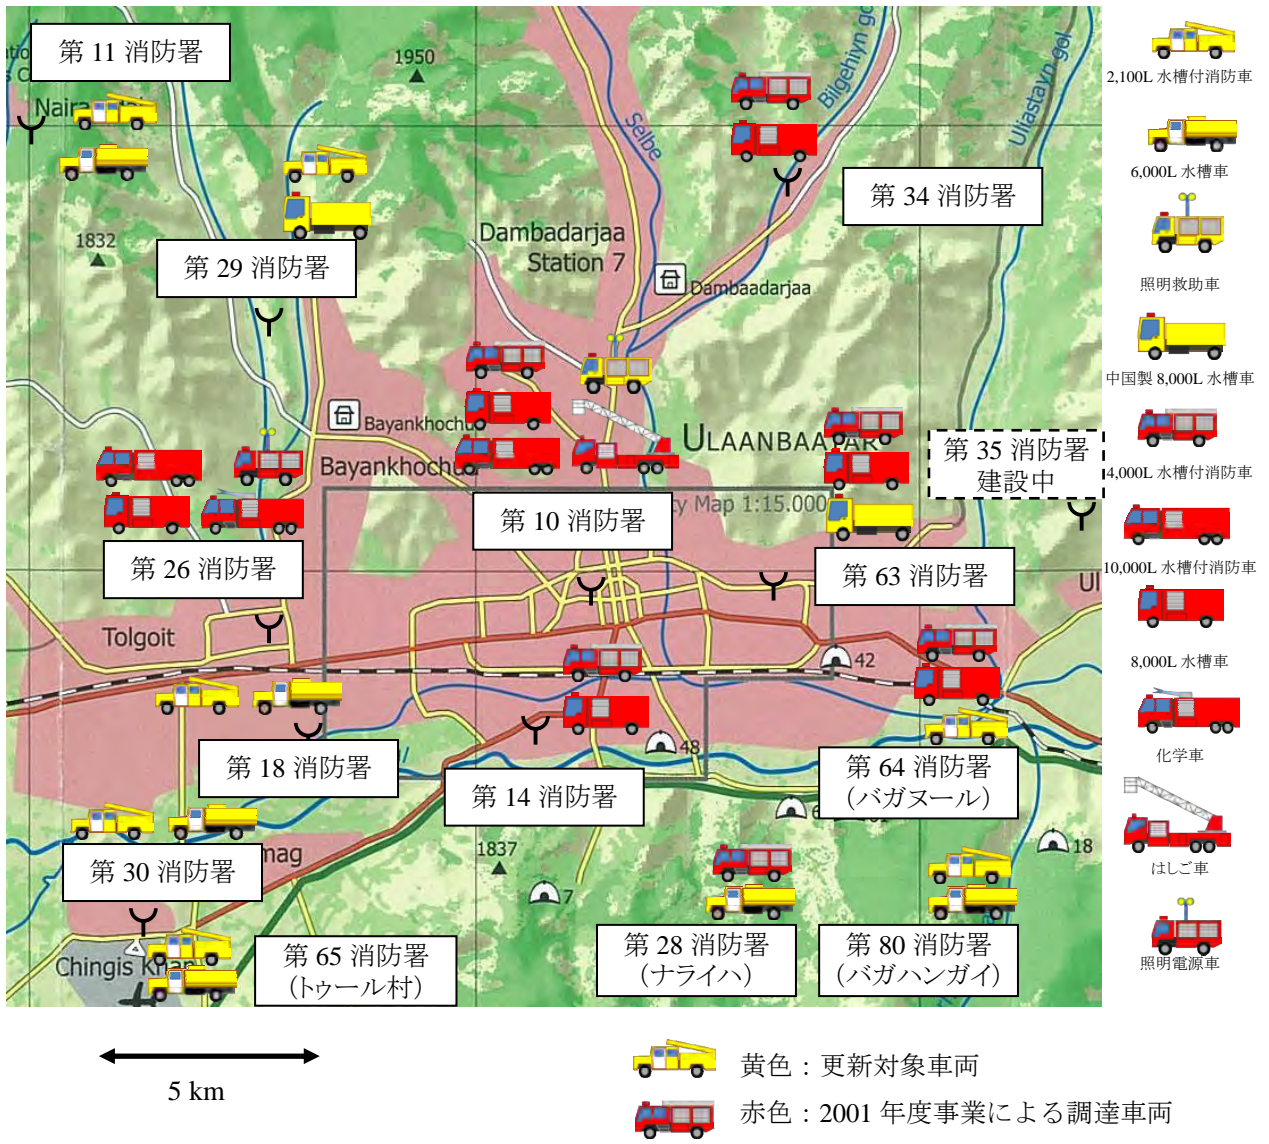 第 11 消防署
1950
Bilgehiyn go
Uliastayn gol
Selbe
Naira
2,100L 水槽付消防車
6,000L 水槽車
第 34 消防署
1832
Dambadarjaa
Station 7
第 29 消防署
Dambaadarjaa
照明救助車
中国製 8,000L 水槽車
Bayankhochu
Bayankhochu
ULAANBAATAR
第 35 消防署
建設中
4,000L 水槽付消防車
ty Map 1:15.000
第 10 消防署
第 26 消防署
第 63 消防署
10,000L 水槽付消防車
Ul
Tolgoit
42
8,000L 水槽車
48
第 18 消防署
第 14 消防署
第 64 消防署
（バガヌール）
化学車
第 30 消防署
mag
1837
7
18
はしご車
Chingis Khan
第 65 消防署
（トゥール村）
第 28 消防署
（ナライハ）
第 80 消防署
（バガハンガイ）
照明電源車
5 km
黄色：更新対象車両
赤色：2001 年度事業による調達車両